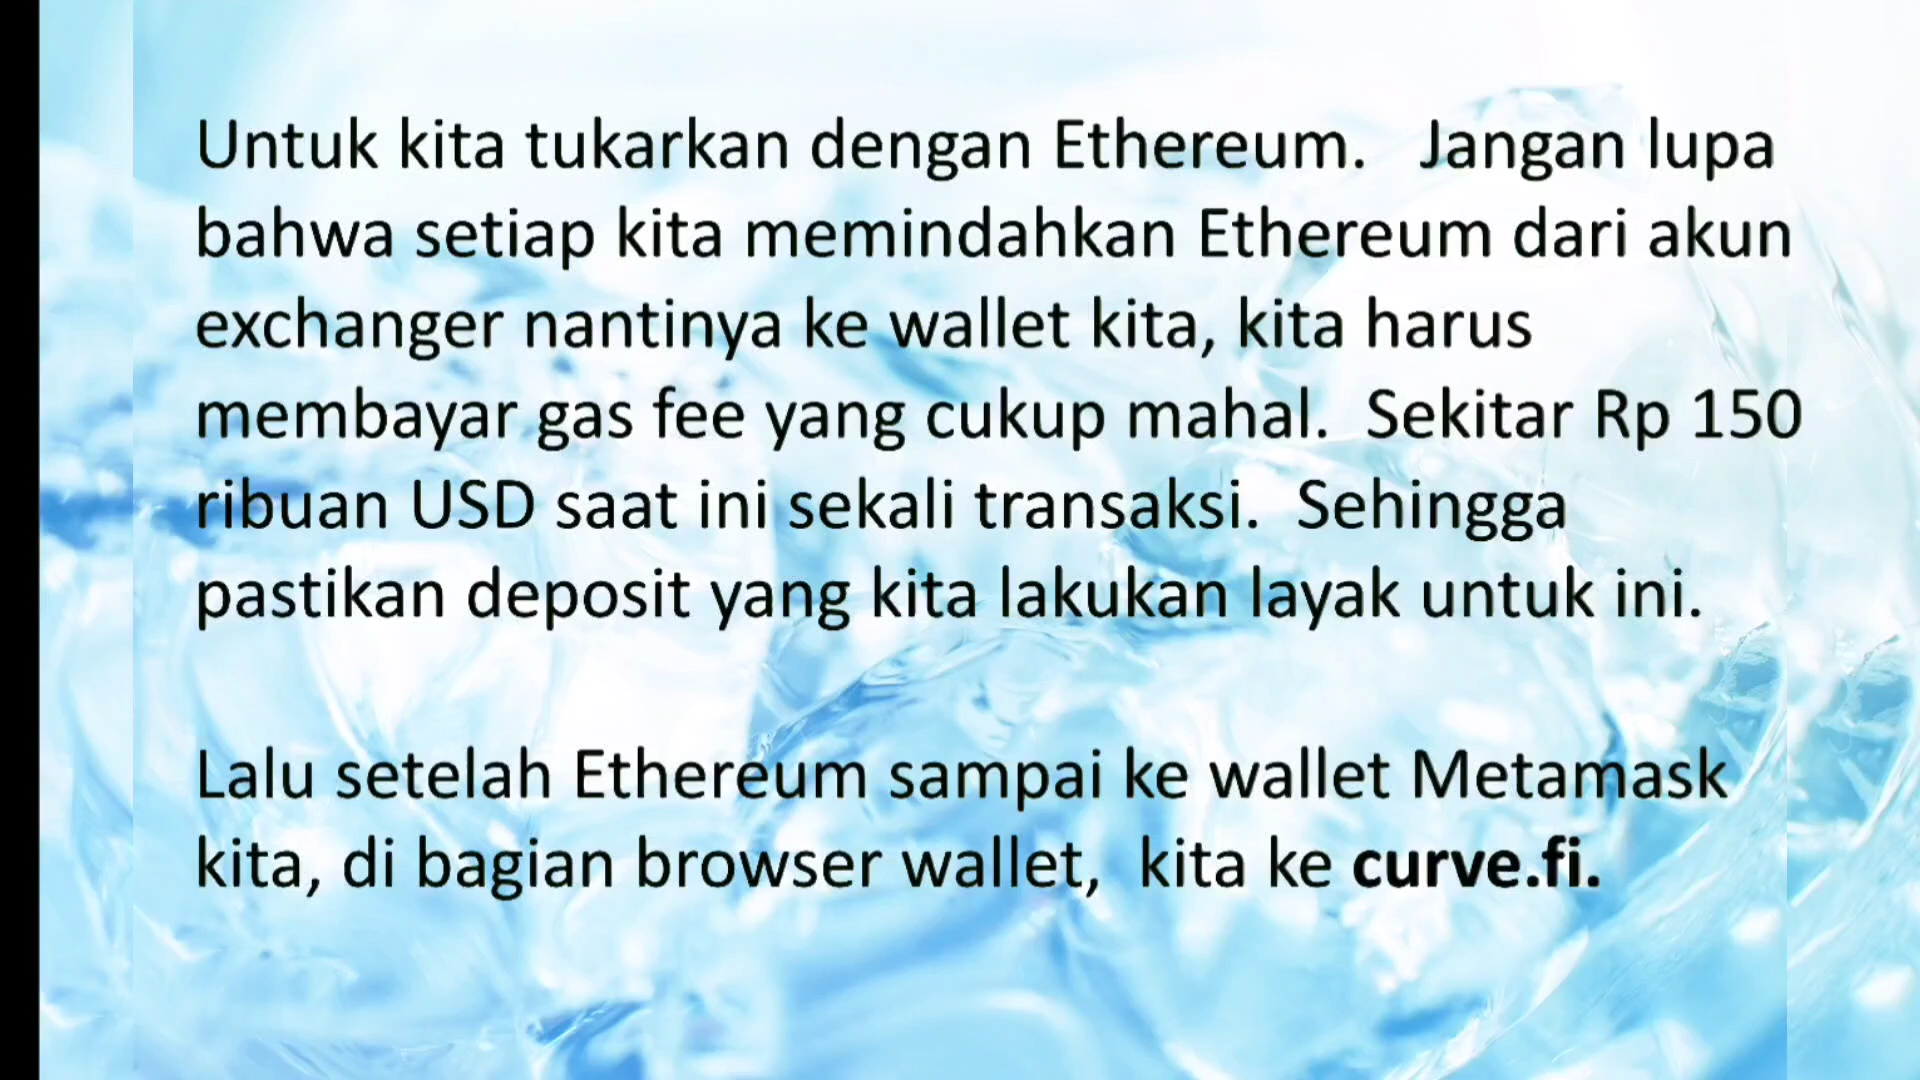 Untuk kita tukarkan dengan Ethereum.   Jangan lupa
bahwa setiap kita memindahkan Ethereum dari akun
exchanger nantinya ke wallet kita, kita harus
membayar gas fee yang cukup mahal.  Sekitar Rp 150
ribuan USD saat ini sekali transaksi.  Sehingga
pastikan deposit yang kita lakukan layak untuk ini.
Lalu setelah Ethereum sampai ke wallet Metamask
kita, di bagian browser wallet,  kita ke curve.fi.